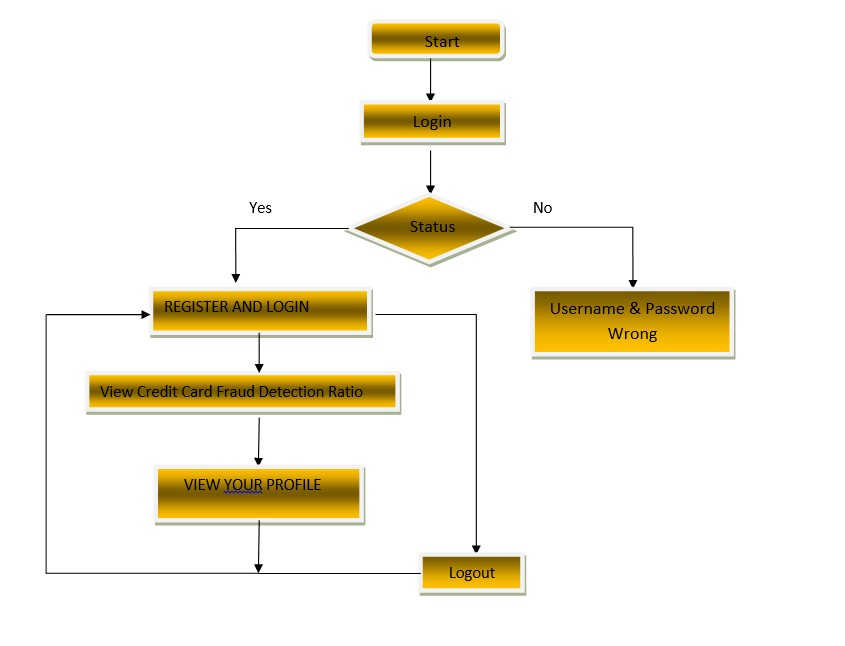 Start
Login
Yes
No
Status
REGISTER AND LOGIN
Username & Password
Wrong
View Credit Card Fraud Detection Ratio
VIEW YOUR PROFILE
Logout